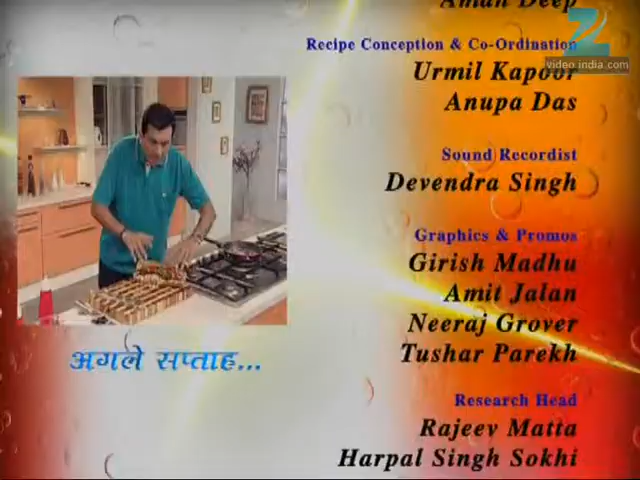 Aman Deep
Recipe Conception & Co-Ordination
Urmil Kapoor
Anupa Das
Sound Recordist
Devendra Singh
Graphics & Promos
Girish Madhu
Amit Jalan
Neeraj Grover
Tushar Parekh
Research Head
Rajeev Matta
Harpal Singh Sokhi
अगले सप्ताह...
Z
video.india.com